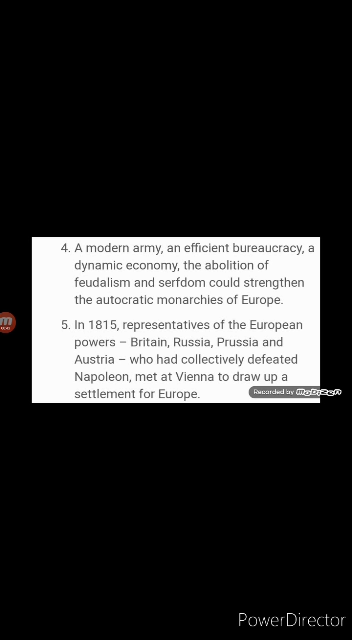 4. A modern army, an efficient bureaucracy, a
dynamic economy, the abolition of
feudalism and serfdom could strengthen
the autocratic monarchies of Europe.
5. In 1815, representatives of the European
powers – Britain, Russia, Prussia and
Austria – who had collectively defeated
Napoleon, met at Vienna to draw up a
settlement for Europe.
Recorded by Mobizen
PowerDirector